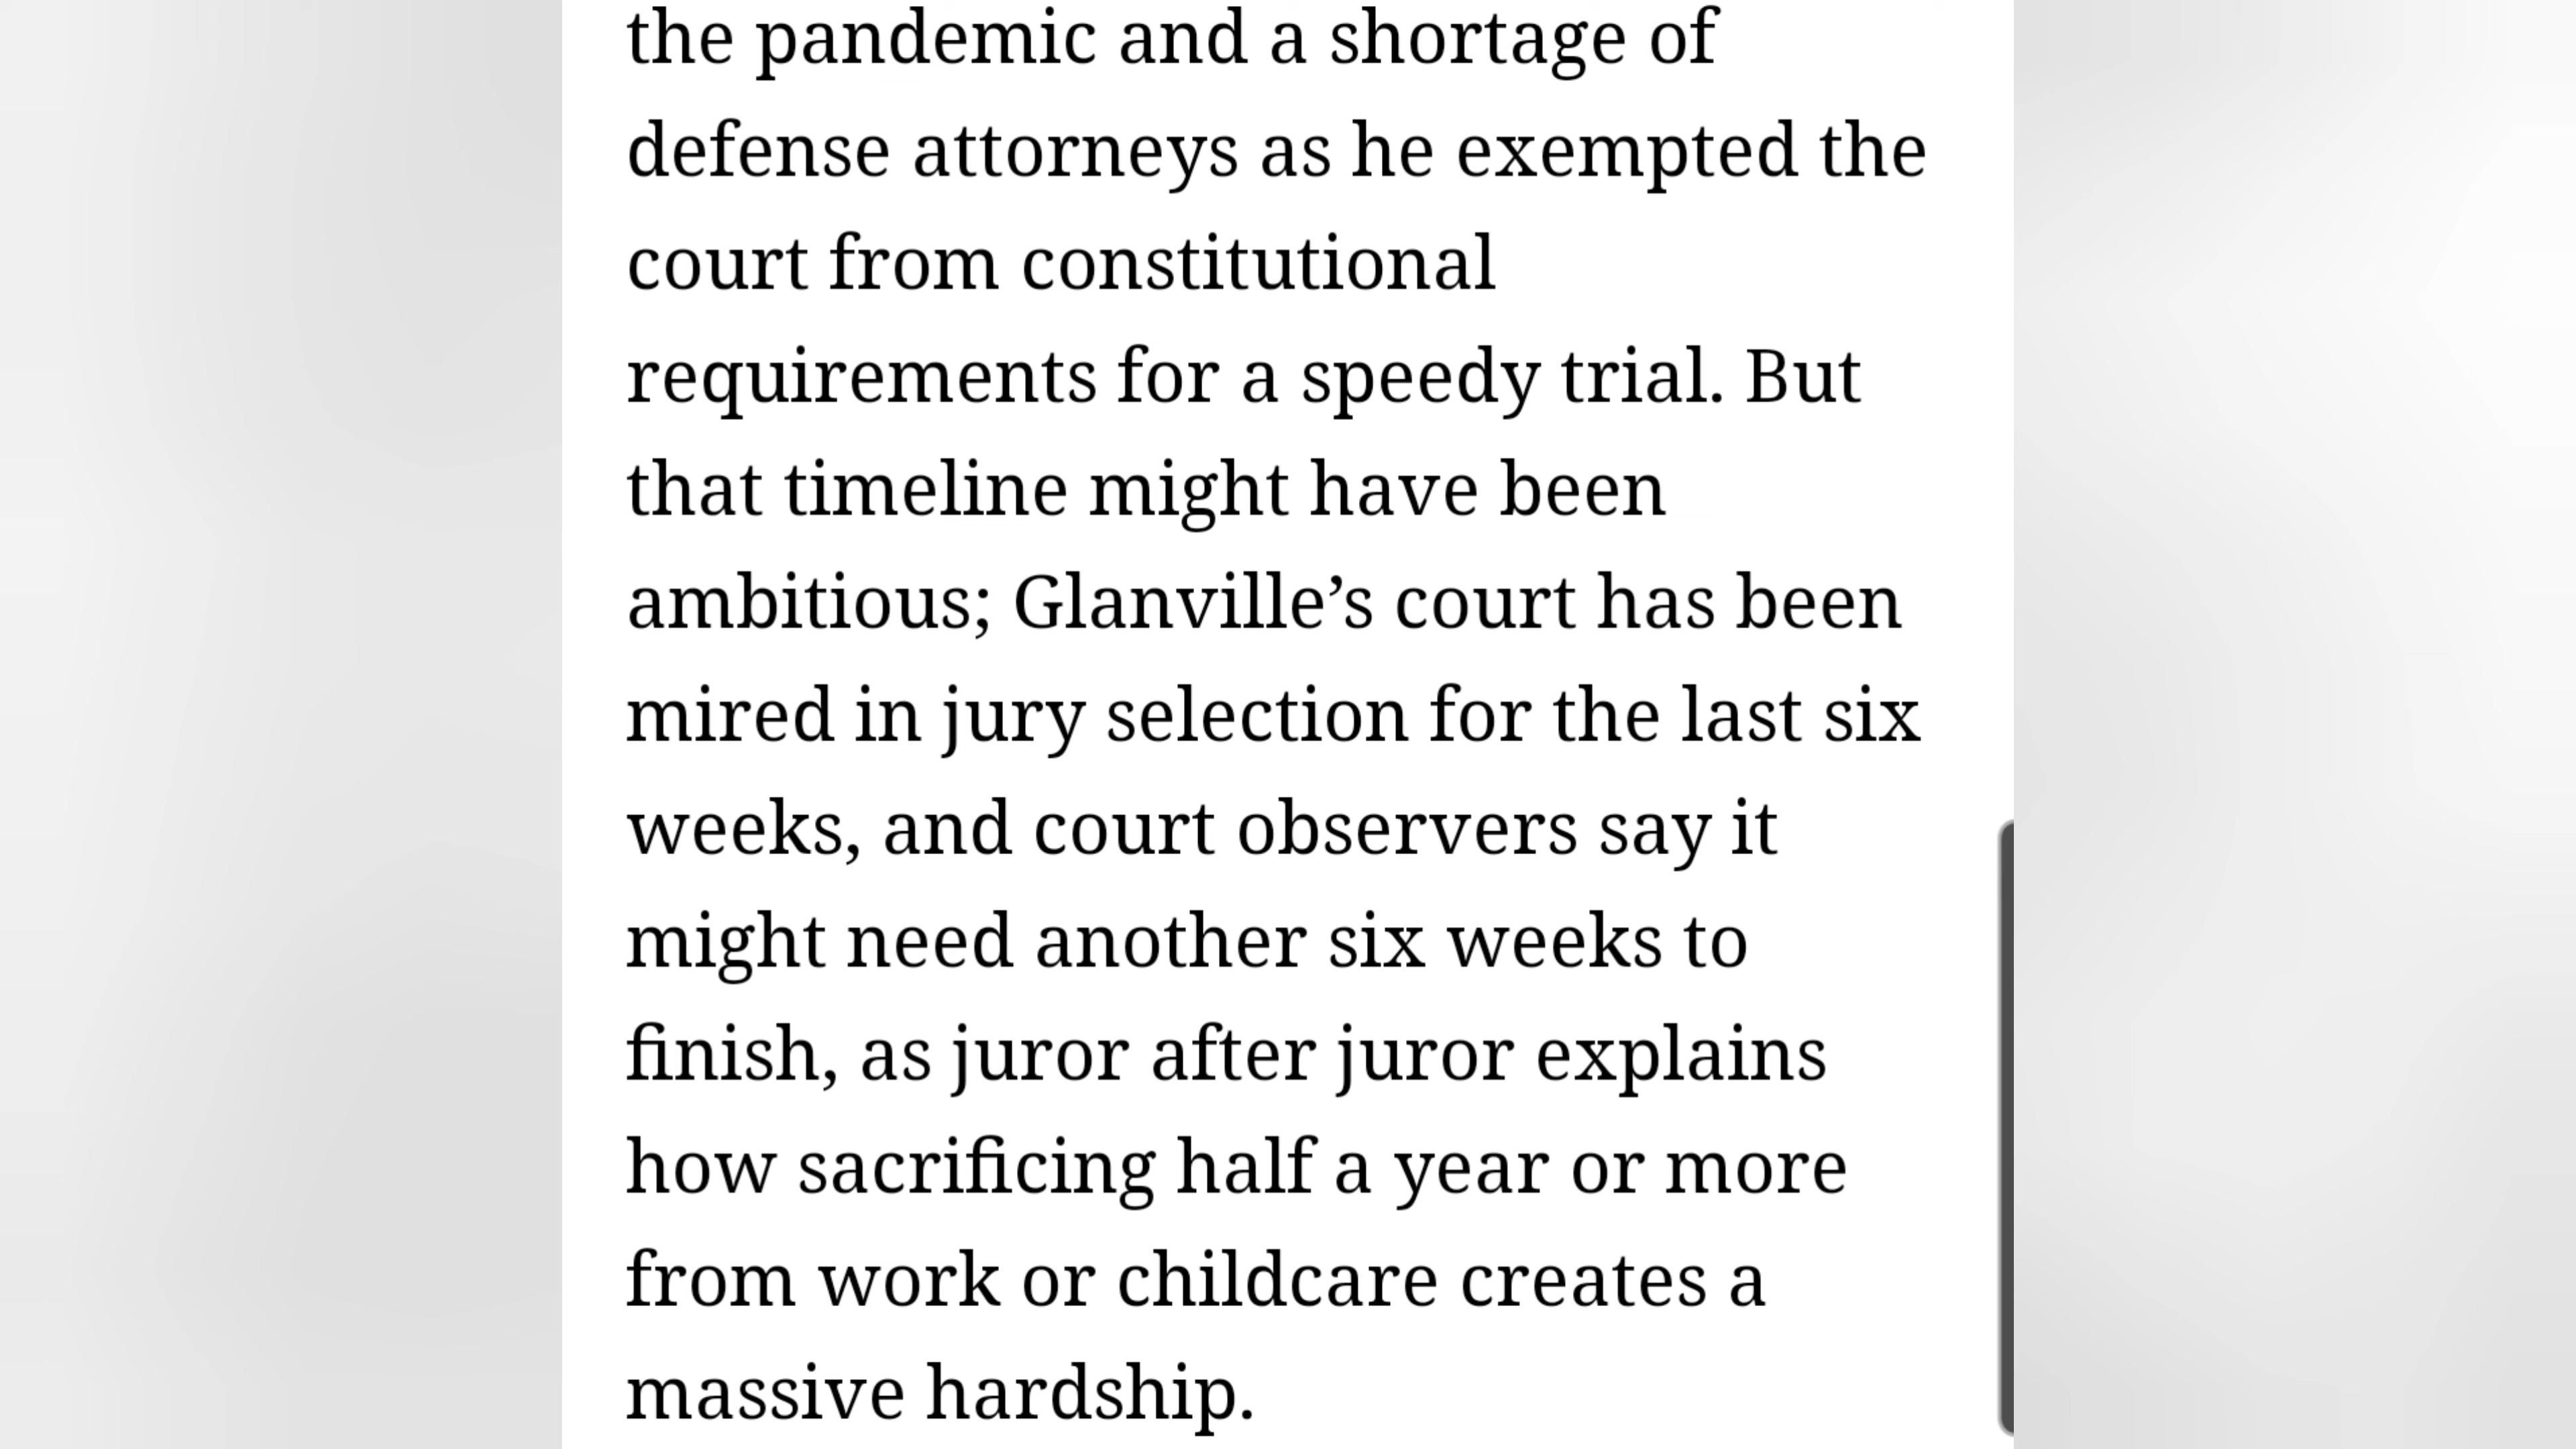 the pandemic and a shortage of
defense attorneys as he exempted the
court from constitutional
requirements for a speedy trial. But
that timeline might have been
ambitious; Glanville’s court has been
mired in jury selection for the last six
weeks, and court observers say it
might need another six weeks to
finish, as juror after juror explains
how sacrificing half a year or more
from work or childcare creates a
massive hardship.